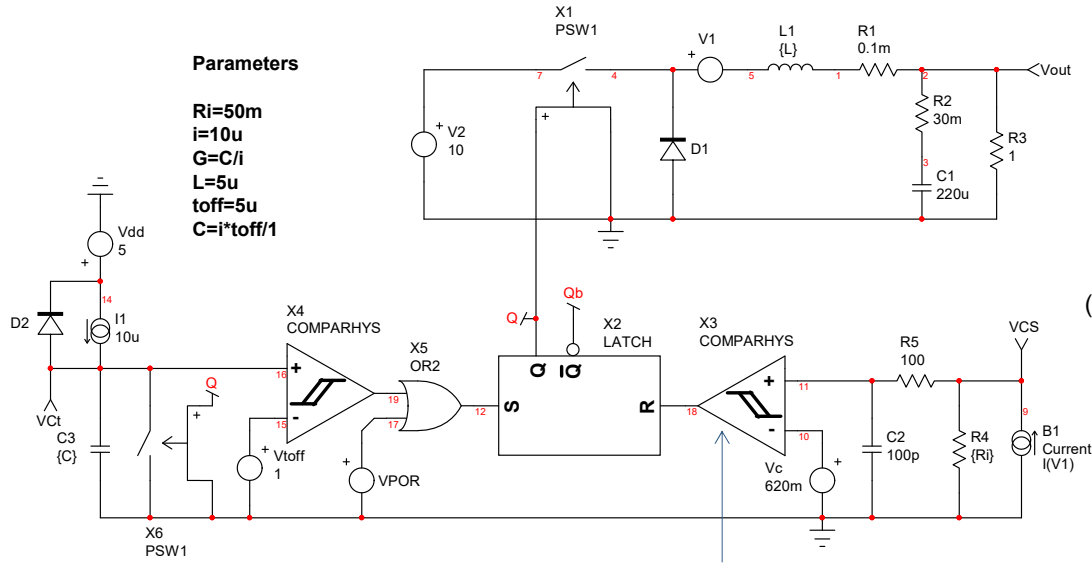 X1
PSW1
Parameters
Ri=50m
i=10u
G=C/i
L=5u
toff=5u
C=i*toff/1
7
4
+
V1
5
L1
{L}
1
R1
0.1m
2
Vout
+
V2
10
+
D1
R2
30m
3
C1
220u
R3
1
Vdd
5
+
14
D2
I1
10u
VCt
C3
{C}
X6
PSW1
Q
+
X4
COMPARHYS
+
16
-
15
Vtoff
1
+
19
X5
OR2
17
+
VPOR
12
Q
Qb
X2
LATCH
S
Q
Q
R
X3
COMPARHYS
18
+
11
-
10
Vc
620m
+
R5
100
C2
100p
VCS
9
R4
{Ri}
B1
Current
I(V1)
(